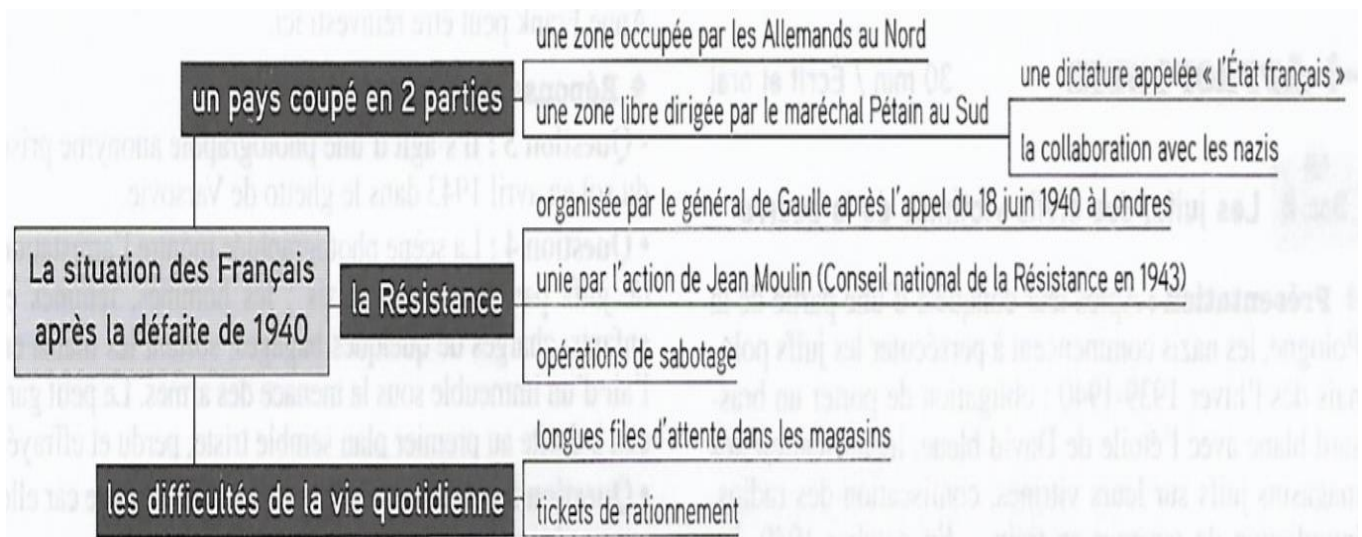 une zone occupée par les Allemands au Nord
un pays coupé en 2 parties
une zone libre dirigée par le maréchal Pétain au Sud
une dictature appelée « l'État français »
la collaboration avec les nazis
La situation des Français
après la défaite de 1940
la Résistance
organisée par le général de Gaulle après l'appel du 18 juin 1940 à Londres
unie par l'action de Jean Moulin (Conseil national de la Résistance en 1943)
opérations de sabotage
les difficultés de la vie quotidienne
longues files d'attente dans les magasins
tickets de rationnement